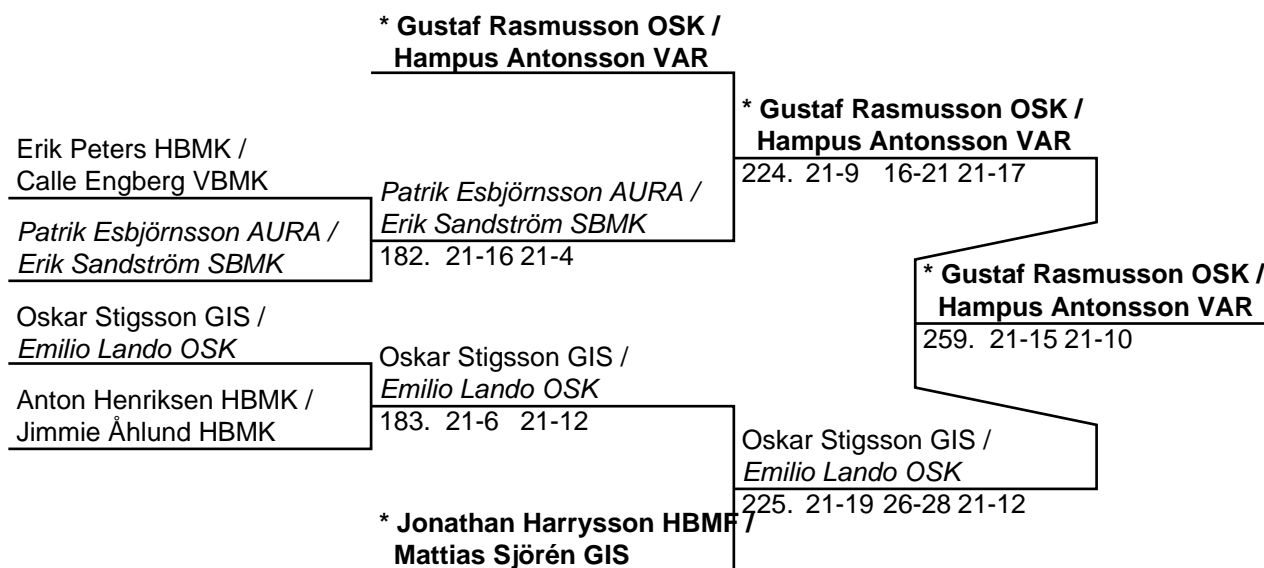 * Gustaf Rasmusson OSK /
Hampus Antonsson VAR
* Gustaf Rasmusson OSK /
Hampus Antonsson VAR
224. 21-9 16-21 21-17
Erik Peters HBMK /
Calle Engberg VBMK
Patrik Esbjörnsson AURA /
Erik Sandström SBMK
182. 21-16 21-4
Patrik Esbjörnsson AURA /
Erik Sandström SBMK
* Gustaf Rasmusson OSK /
Hampus Antonsson VAR
259. 21-15 21-10
Oskar Stigsson GIS /
Emilio Lando OSK
Oskar Stigsson GIS /
Emilio Lando OSK
183. 21-6 21-12
Anton Henriksen HBMK /
Jimmie Åhlund HBMK
Oskar Stigsson GIS /
Emilio Lando OSK
225. 21-19 26-28 21-12
* Jonathan Harrysson HBMF /
Mattias Sjörén GIS